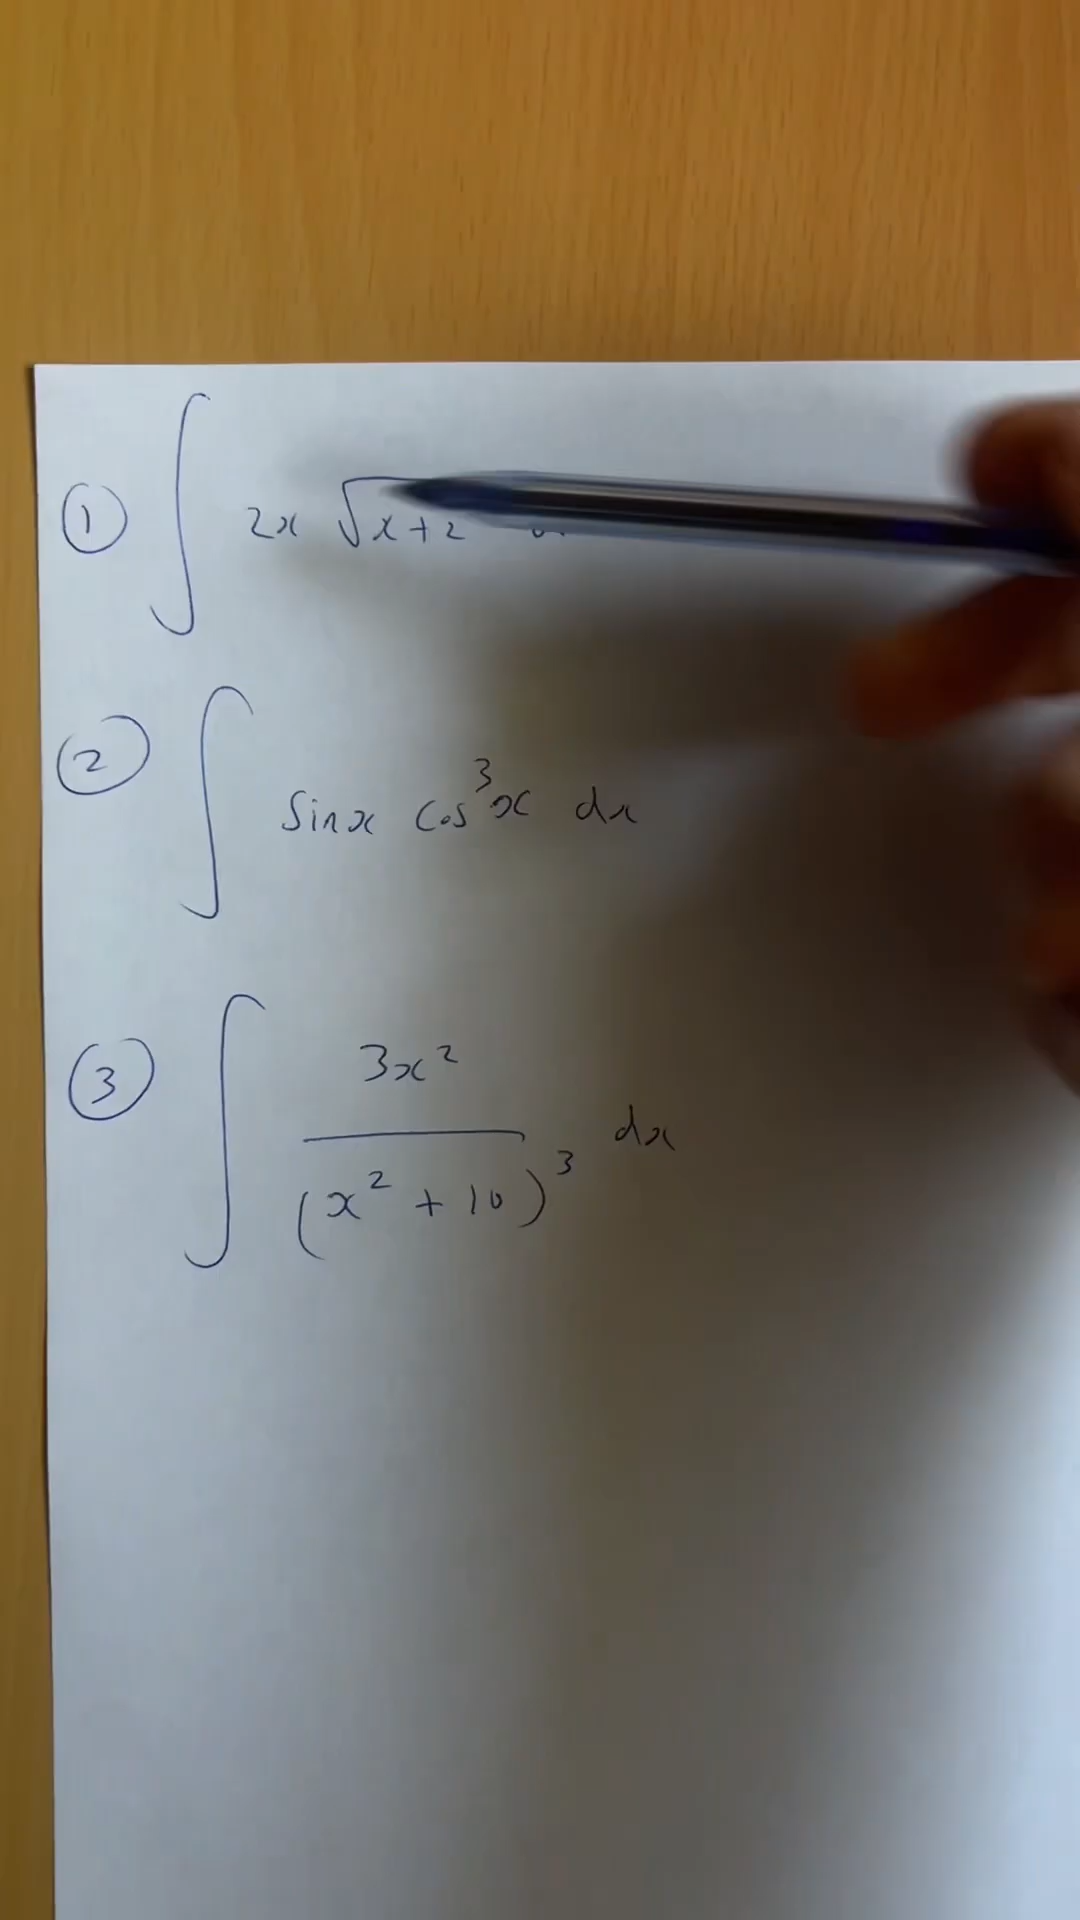 ① ∫ 2x √x+2
② ∫ sinx cos³x dx
③ ∫ 3x² / (x² + 10)³ dx